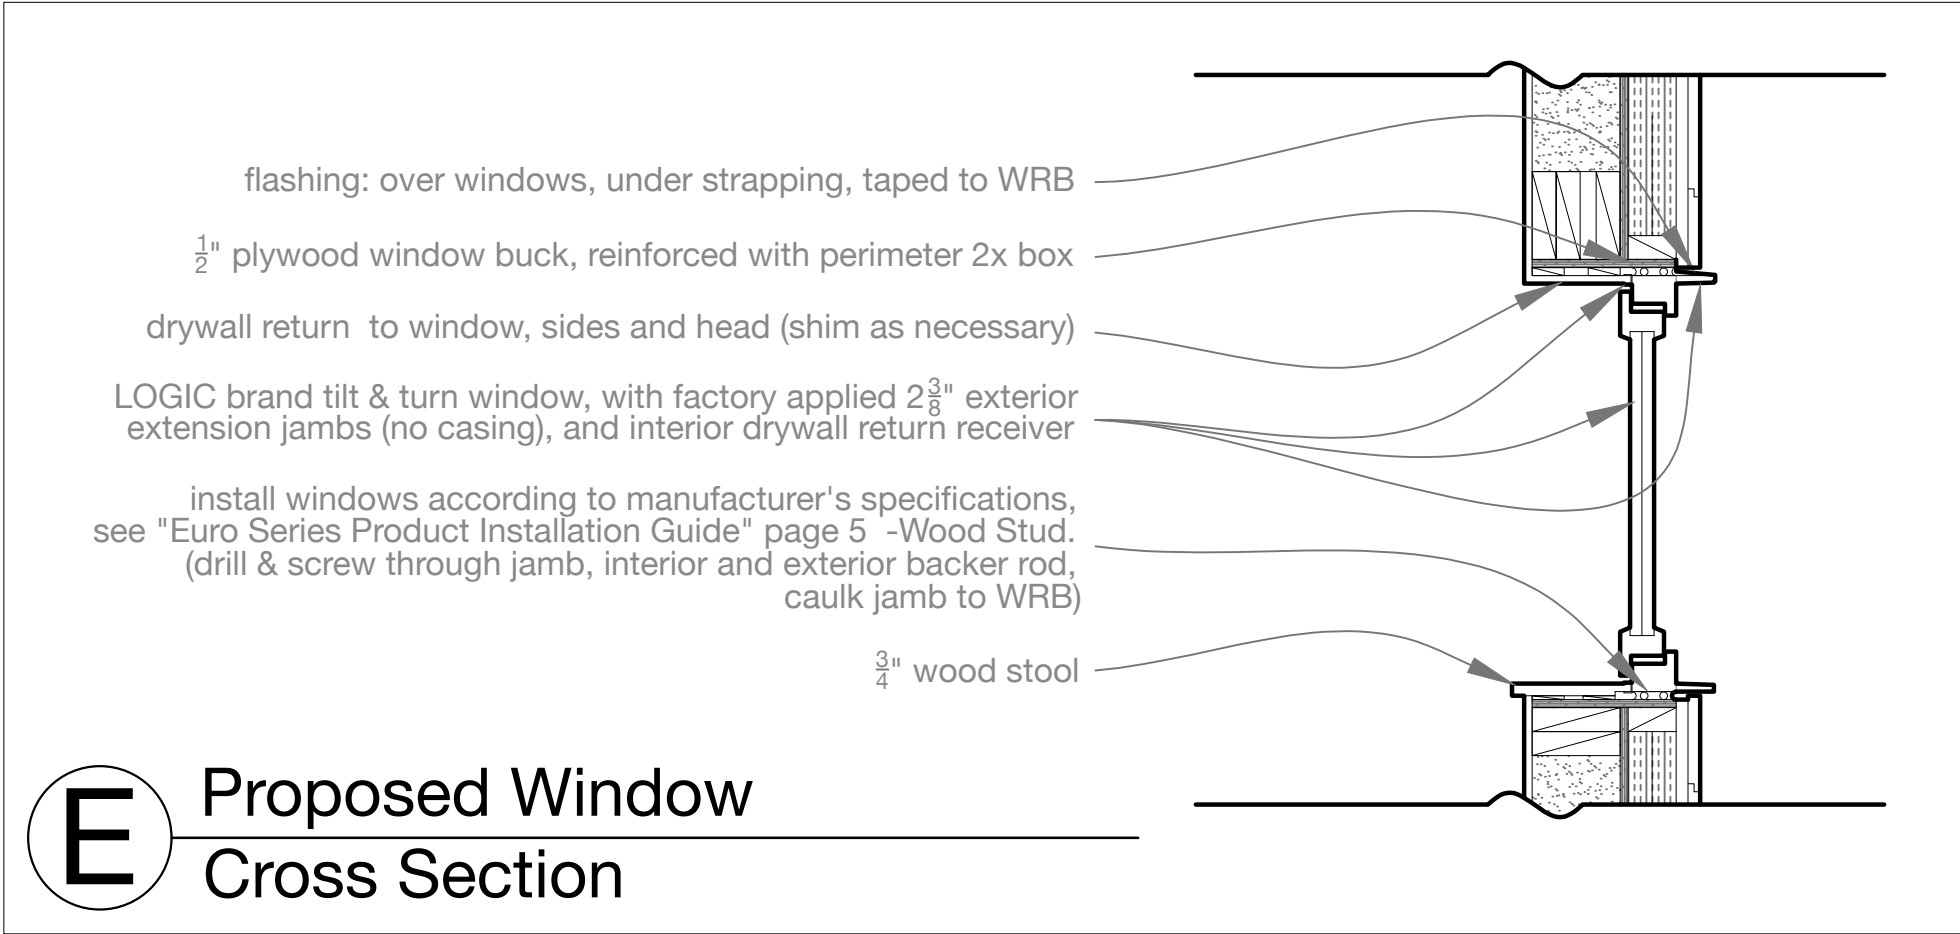 flashing: over windows, under strapping, taped to WRB
1/2" plywood window buck, reinforced with perimeter 2x box
drywall return  to window, sides and head (shim as necessary)
LOGIC brand tilt & turn window, with factory applied 2 3/8" exterior
extension jambs (no casing), and interior drywall return receiver
install windows according to manufacturer's specifications,
see "Euro Series Product Installation Guide" page 5  -Wood Stud.
(drill & screw through jamb, interior and exterior backer rod,
caulk jamb to WRB)
3/4" wood stool
E
Proposed Window
Cross Section